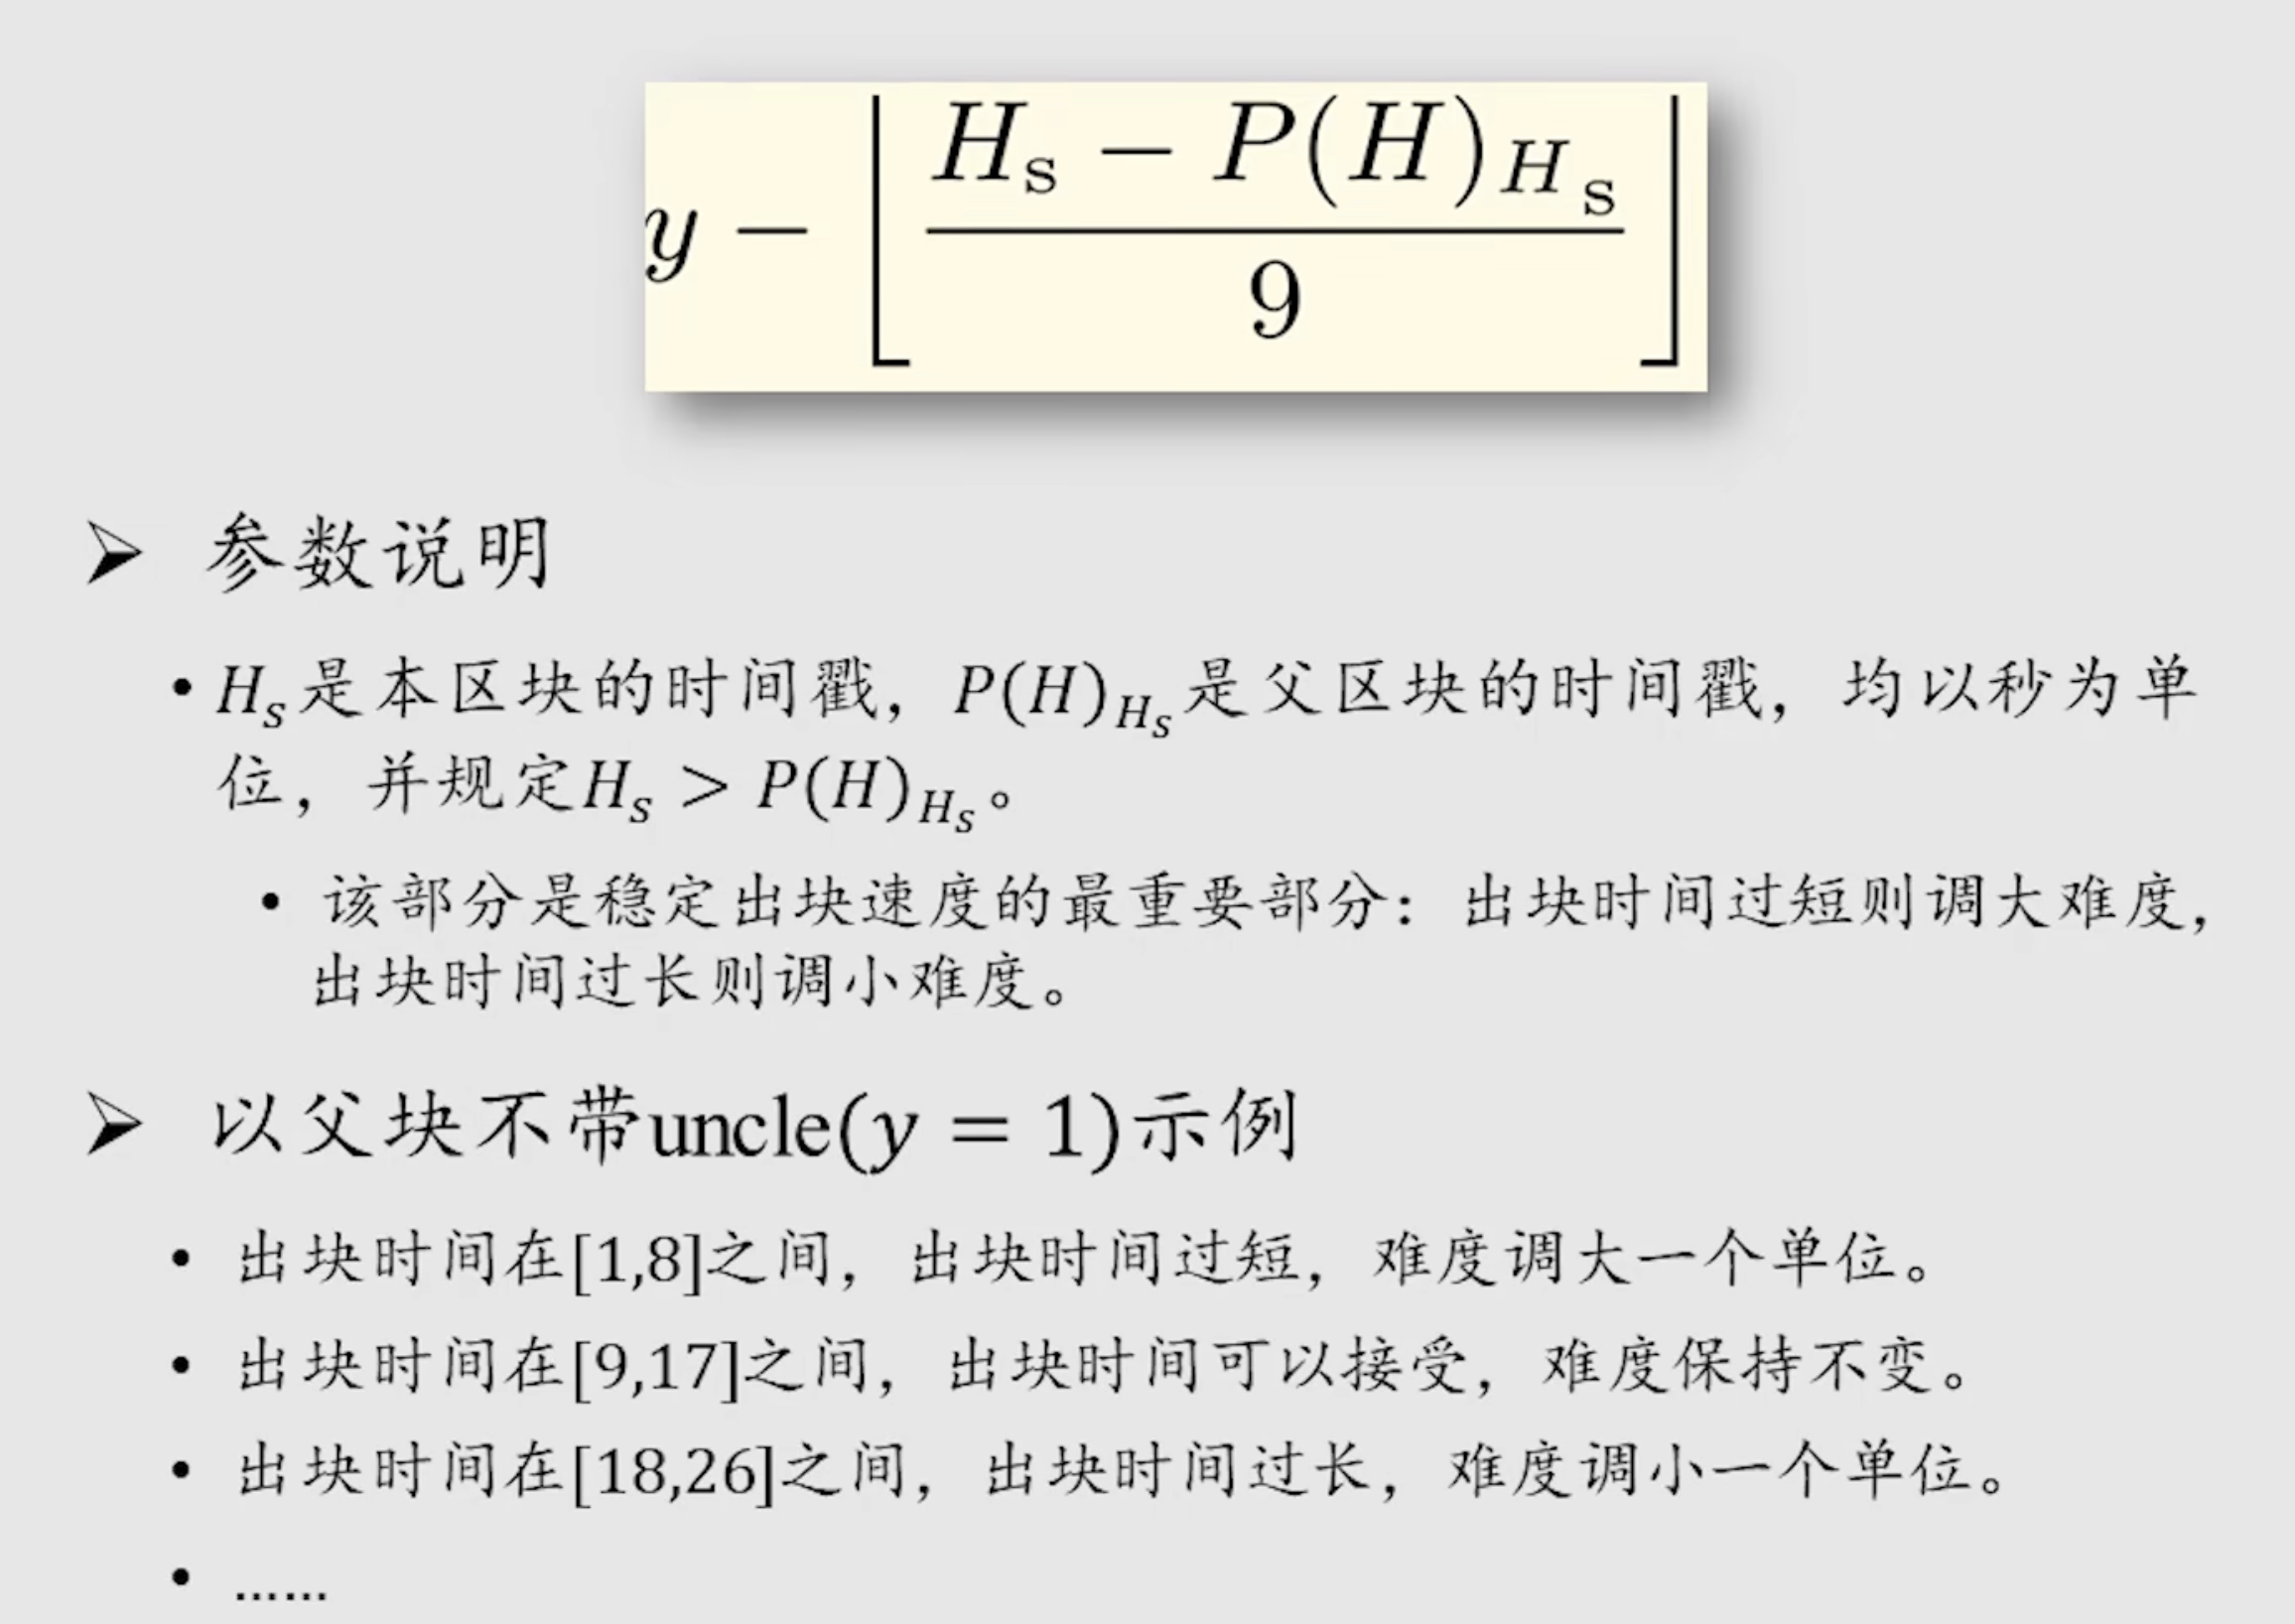 y − ⌊(H_s − P(H)_{H_s}) / 9⌋
➢ 参数说明
• H_s是本区块的时间戳，P(H)_{H_s}是父区块的时间戳，均以秒为单
位，并规定H_s > P(H)_{H_s}。
• 该部分是稳定出块速度的最重要部分：出块时间过短则调大难度，
出块时间过长则调小难度。
➢ 以父块不带uncle(y = 1)示例
• 出块时间在[1,8]之间，出块时间过短，难度调大一个单位。
• 出块时间在[9,17]之间，出块时间可以接受，难度保持不变。
• 出块时间在[18,26]之间，出块时间过长，难度调小一个单位。
• ……